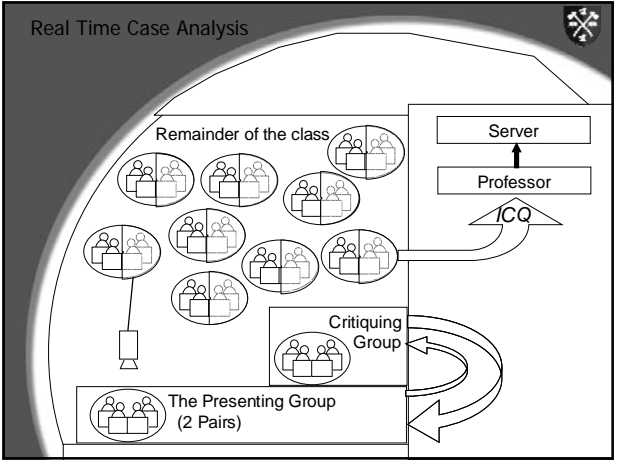 Real Time Case Analysis
Remainder of the class
Server
Professor
ICQ
Critiquing
Group
The Presenting Group
(2 Pairs)